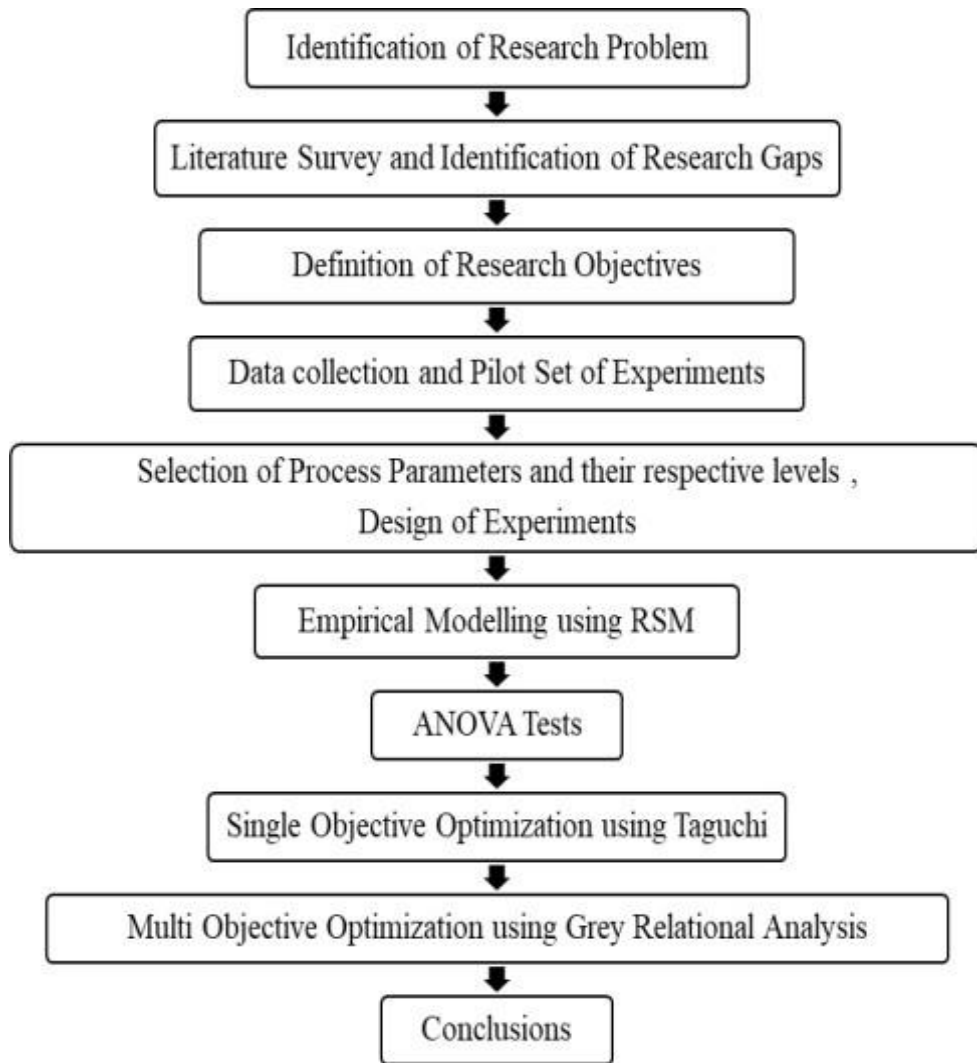 Identification of Research Problem
Literature Survey and Identification of Research Gaps
Definition of Research Objectives
Data collection and Pilot Set of Experiments
Selection of Process Parameters and their respective levels ,
Design of Experiments
Empirical Modelling using RSM
ANOVA Tests
Single Objective Optimization using Taguchi
Multi Objective Optimization using Grey Relational Analysis
Conclusions